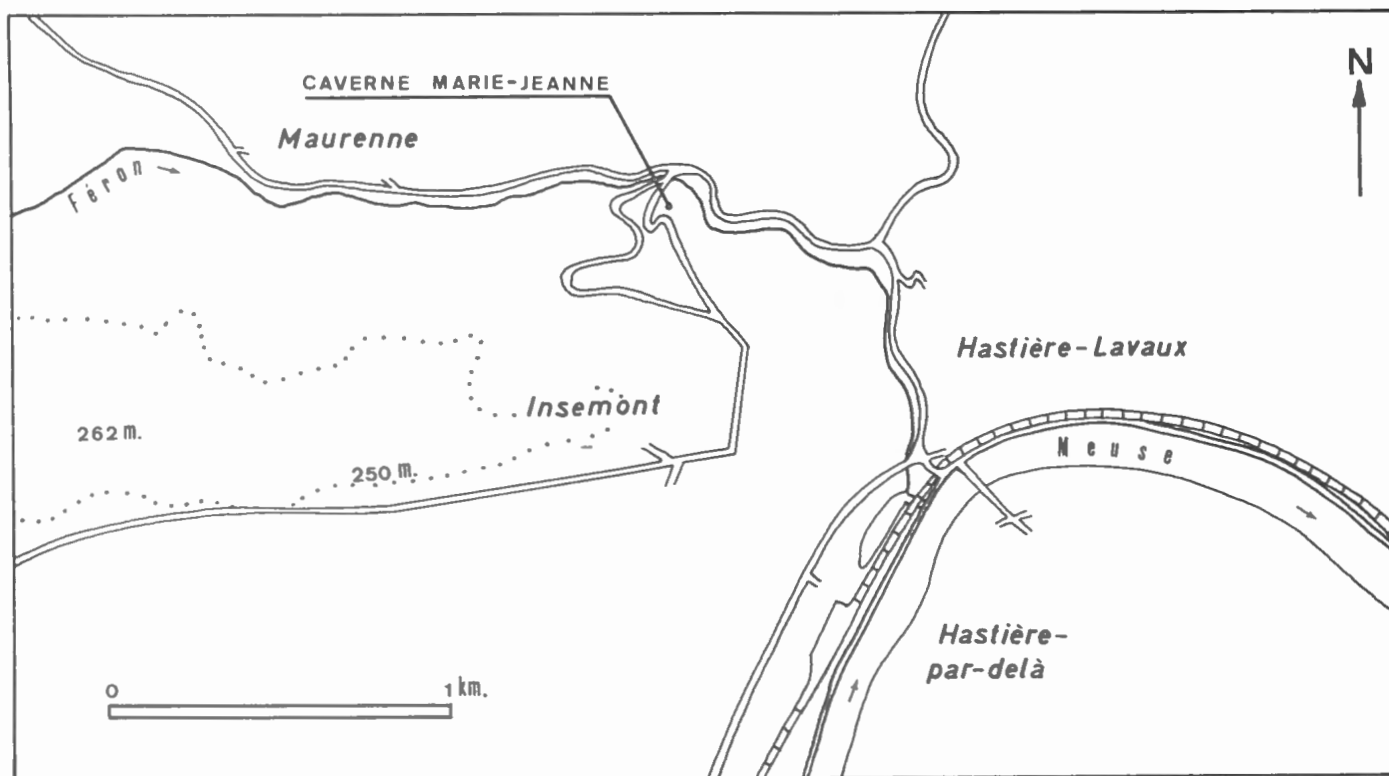 N
CAVERNE MARIE-JEANNE
Maurenne
Féron
Hastière-Lavaux
Insemont
262 m.
250 m.
Meuse
Hastière-
par-delà
0 1 km.